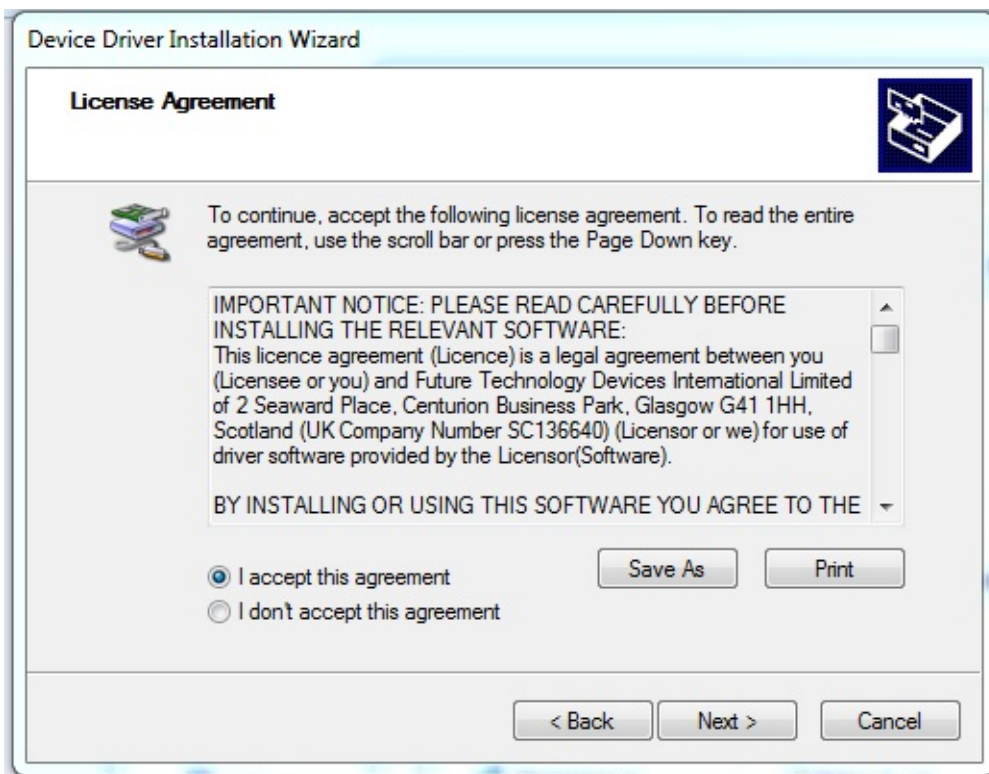 Device Driver Installation Wizard
License Agreement
To continue, accept the following license agreement. To read the entire
agreement, use the scroll bar or press the Page Down key.
IMPORTANT NOTICE: PLEASE READ CAREFULLY BEFORE
INSTALLING THE RELEVANT SOFTWARE:
This licence agreement (Licence) is a legal agreement between you
(Licensee or you) and Future Technology Devices International Limited
of 2 Seaward Place, Centurion Business Park, Glasgow G41 1HH,
Scotland (UK Company Number SC136640) (Licensor or we) for use of
driver software provided by the Licensor(Software).
BY INSTALLING OR USING THIS SOFTWARE YOU AGREE TO THE
I accept this agreement
Save As
Print
I don't accept this agreement
< Back
Next >
Cancel